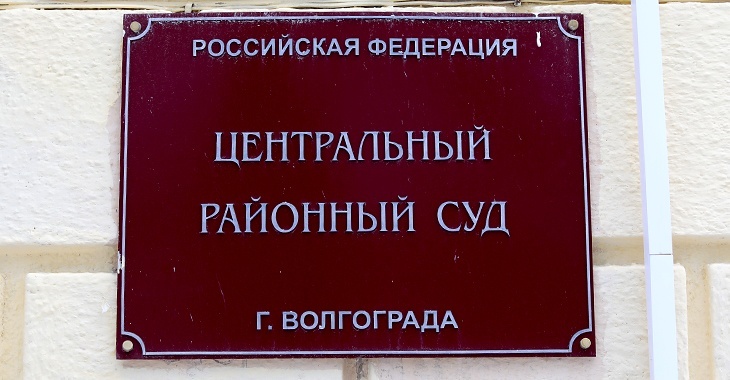 РОССИЙСКАЯ ФЕДЕРАЦИЯ
ЦЕНТРАЛЬНЫЙ
РАЙОННЫЙ СУД
Г. ВОЛГОГРАДА